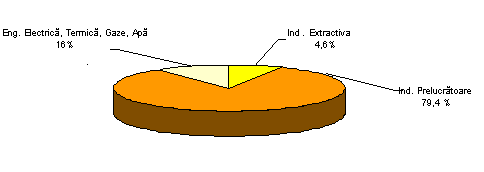 Eng. Electrică, Termică, Gaze, Apă
16%
Ind. Extractiva
4,6%
Ind. Prelucrătoare
79,4 %